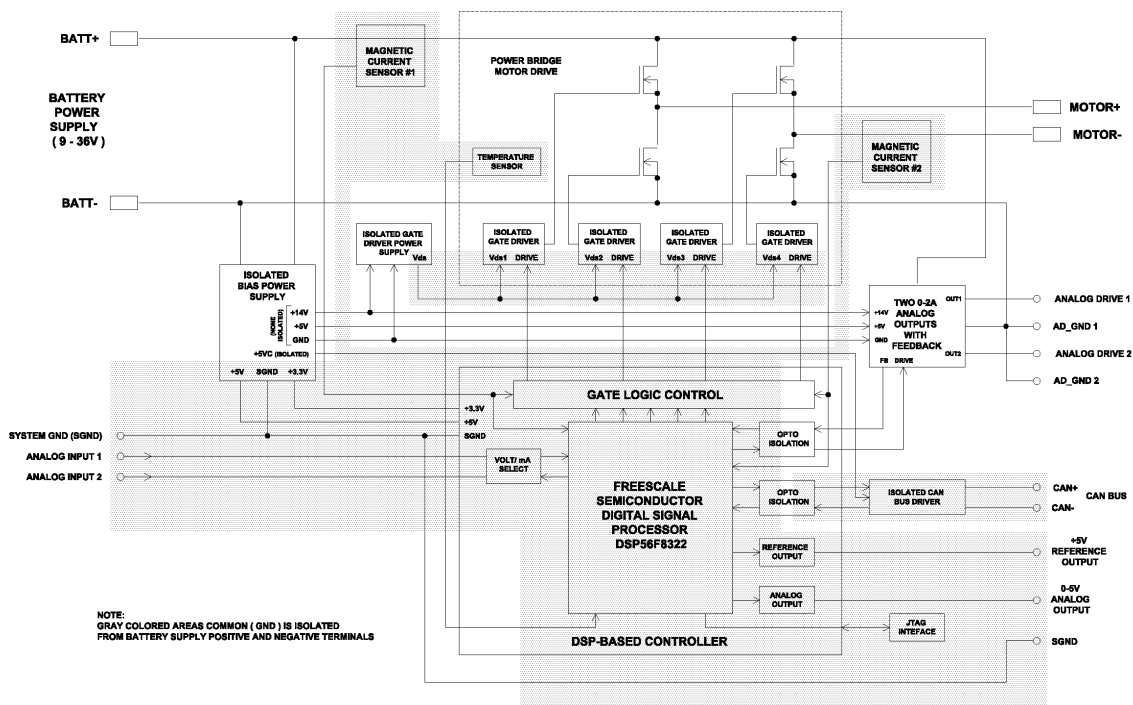 BATT+
BATTERY
POWER
SUPPLY
( 9 - 36V )
BATT-
MAGNETIC
CURRENT
SENSOR #1
POWER BRIDGE
MOTOR DRIVE
TEMPERATURE
SENSOR
MOTOR+
MOTOR-
MAGNETIC
CURRENT
SENSOR #2
ISOLATED GATE
DRIVER POWER
SUPPLY
Vds
ISOLATED
GATE DRIVER
Vds1 DRIVE
ISOLATED
GATE DRIVER
Vds2 DRIVE
ISOLATED
GATE DRIVER
Vds3 DRIVE
ISOLATED
GATE DRIVER
Vds4 DRIVE
ISOLATED
BIAS POWER
SUPPLY
(NONE
ISOLATED)
+14V
+5V
GND
+5VC (ISOLATED)
+5V SGND +3.3V
TWO 0-2A
ANALOG
OUTPUTS
WITH
FEEDBACK
+14V
+5V
GND
OUT1
OUT2
FB DRIVE
ANALOG DRIVE 1
AD_GND 1
ANALOG DRIVE 2
AD_GND 2
GATE LOGIC CONTROL
+3.3V
+5V
SGND
SYSTEM GND (SGND)
ANALOG INPUT 1
ANALOG INPUT 2
VOLT/ mA
SELECT
FREESCALE
SEMICONDUCTOR
DIGITAL SIGNAL
PROCESSOR
DSP56F8322
OPTO
ISOLATION
OPTO
ISOLATION
ISOLATED CAN
BUS DRIVER
CAN+
CAN-
CAN BUS
REFERENCE
OUTPUT
+5V
REFERENCE
OUTPUT
ANALOG
OUTPUT
0-5V
ANALOG
OUTPUT
JTAG
INTEFACE
SGND
DSP-BASED CONTROLLER
NOTE:
GRAY COLORED AREAS COMMON ( GND ) IS ISOLATED
FROM BATTERY SUPPLY POSITIVE AND NEGATIVE TERMINALS